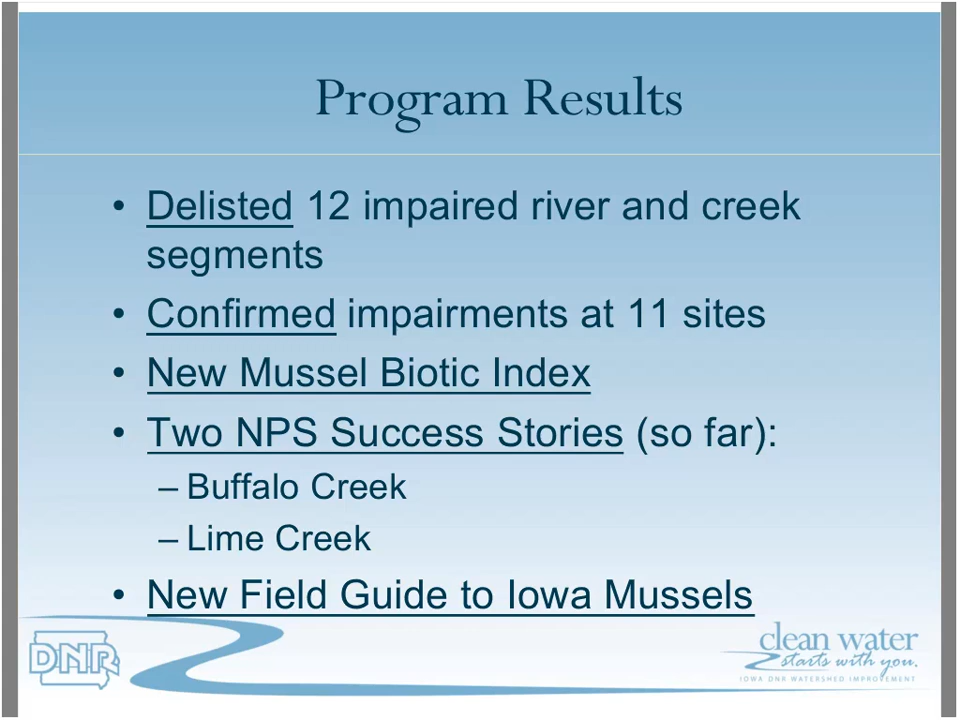 Program Results
• Delisted 12 impaired river and creek
segments
• Confirmed impairments at 11 sites
• New Mussel Biotic Index
• Two NPS Success Stories (so far):
– Buffalo Creek
– Lime Creek
• New Field Guide to Iowa Mussels
DNR
clean water
starts with you.
IOWA DNR WATERSHED IMPROVEMENT